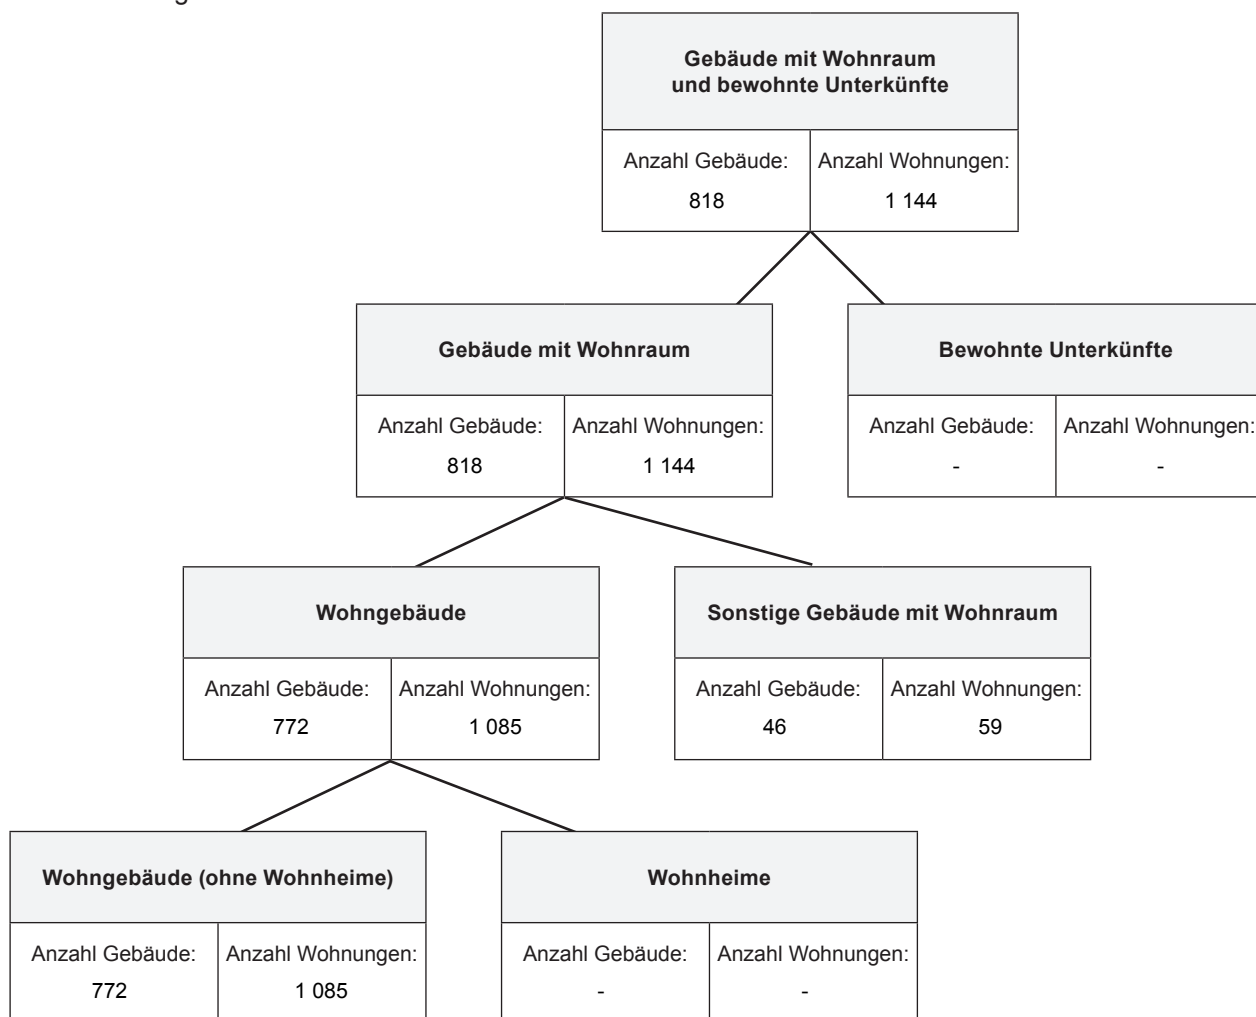 Gebäude mit Wohnraum
und bewohnte Unterkünfte
Anzahl Gebäude: Anzahl Wohnungen:
818 1 144
Gebäude mit Wohnraum Bewohnte Unterkünfte
Anzahl Gebäude: Anzahl Wohnungen: Anzahl Gebäude: Anzahl Wohnungen:
818 1 144 - -
Wohngebäude Sonstige Gebäude mit Wohnraum
Anzahl Gebäude: Anzahl Wohnungen: Anzahl Gebäude: Anzahl Wohnungen:
772 1 085 46 59
Wohngebäude (ohne Wohnheime) Wohnheime
Anzahl Gebäude: Anzahl Wohnungen: Anzahl Gebäude: Anzahl Wohnungen:
772 1 085 - -